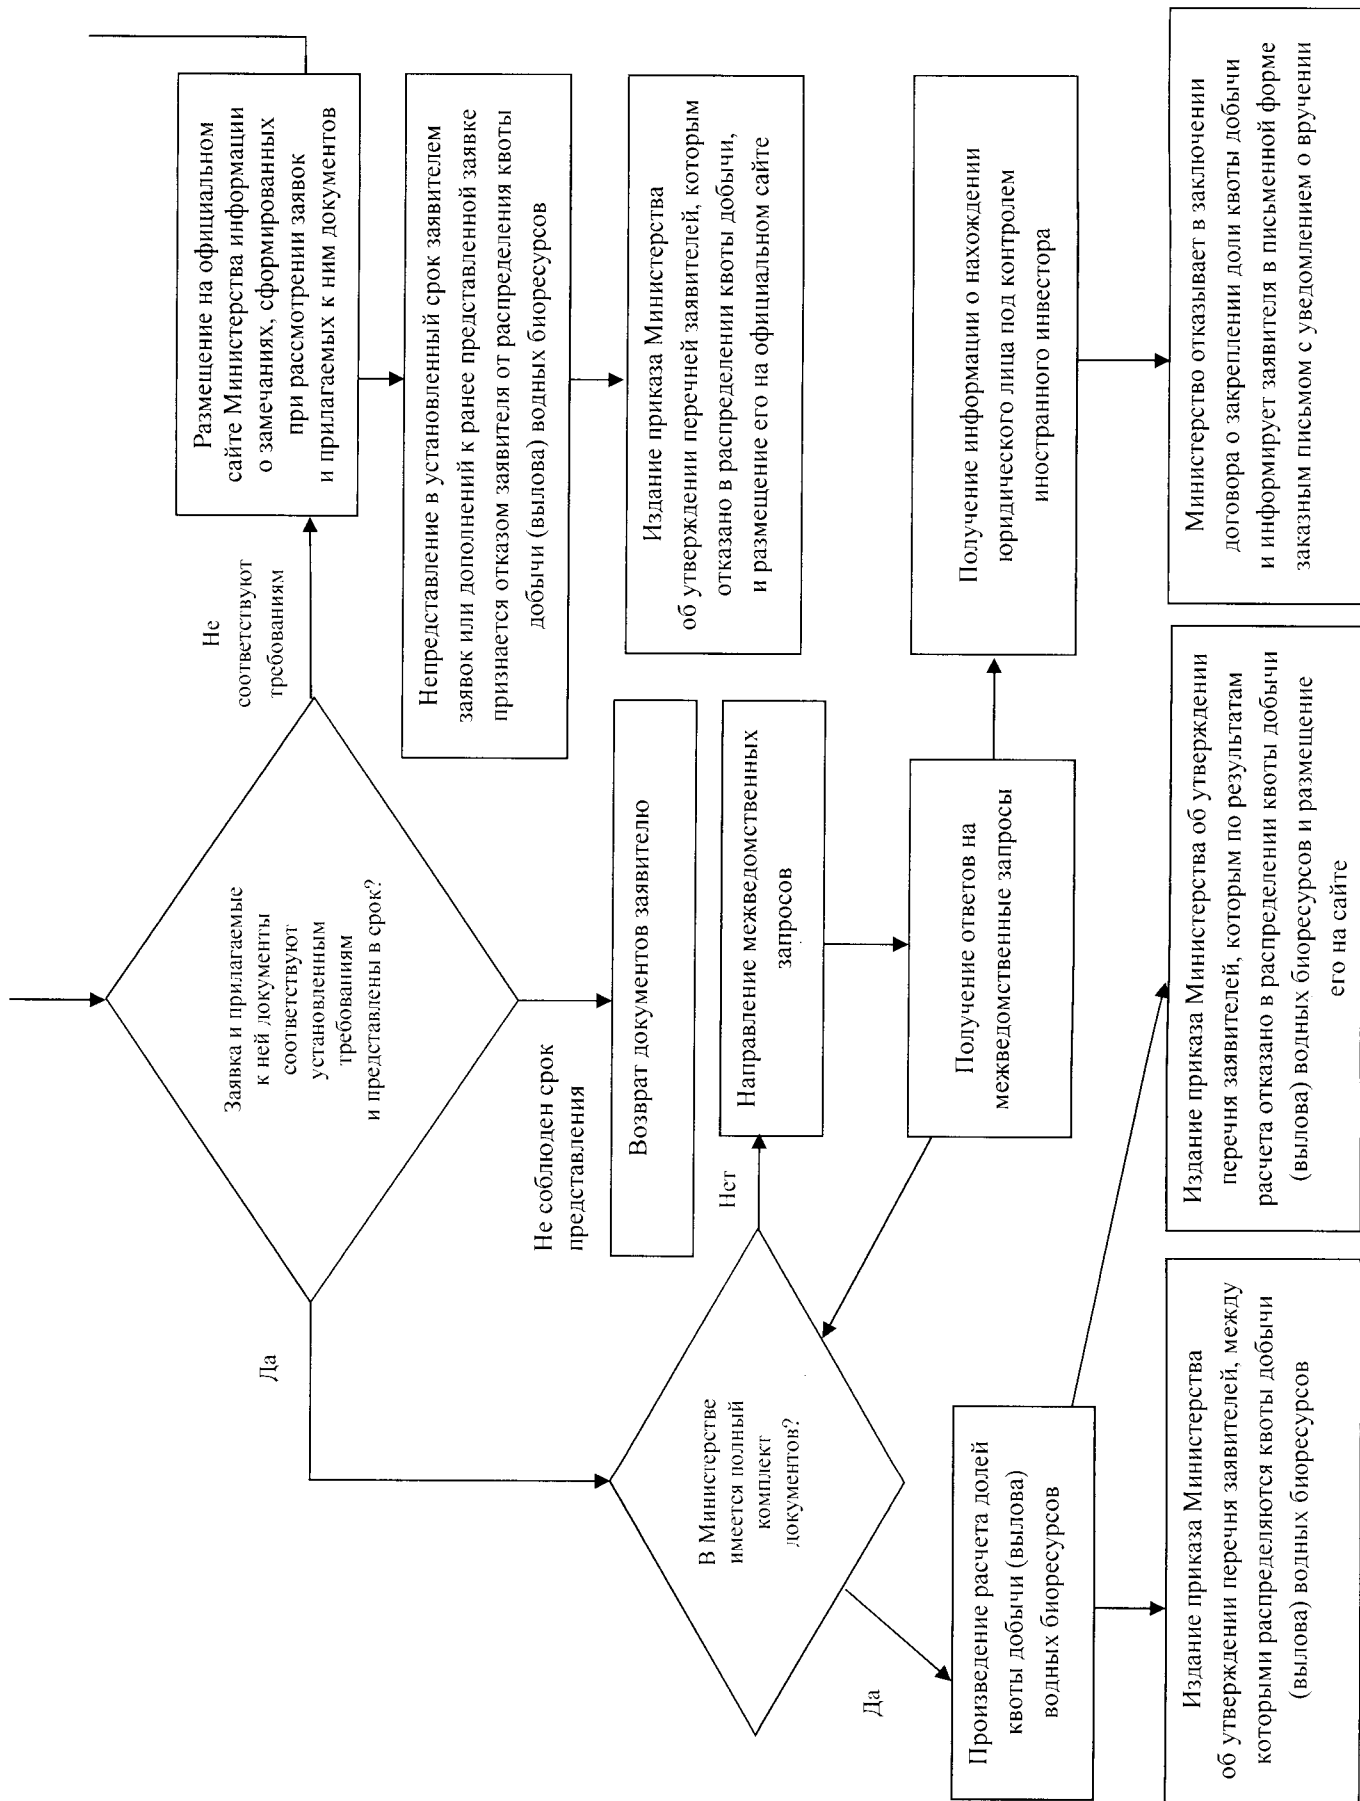 Заявка и прилагаемые
к ней документы
соответствуют
установленным
требованиям
и представлены в срок?
Не
соответствуют
требованиям
Размещение на официальном
сайте Министерства информации
о замечаниях, сформированных
при рассмотрении заявок
и прилагаемых к ним документов
Непредставление в установленный срок заявителем
заявок или дополнений к ранее представленной заявке
признается отказом заявителя от распределения квоты
добычи (вылова) водных биоресурсов
Издание приказа Министерства
об утверждении перечней заявителей, которым
отказано в распределении квоты добычи,
и размещение его на официальном сайте
Да
Не соблюден срок
представления
Возврат документов заявителю
В Министерстве
имеется полный
комплект
документов?
Нет
Направление межведомственных
запросов
Получение ответов на
межведомственные запросы
Получение информации о нахождении
юридического лица под контролем
иностранного инвестора
Да
Произведение расчета долей
квоты добычи (вылова)
водных биоресурсов
Издание приказа Министерства
об утверждении перечня заявителей, между
которыми распределяются квоты добычи
(вылова) водных биоресурсов
Издание приказа Министерства об утверждении
перечня заявителей, которым по результатам
расчета отказано в распределении квоты добычи
(вылова) водных биоресурсов и размещение
его на сайте
Министерство отказывает в заключении
договора о закреплении доли квоты добычи
и информирует заявителя в письменной форме
заказным письмом с уведомлением о вручении